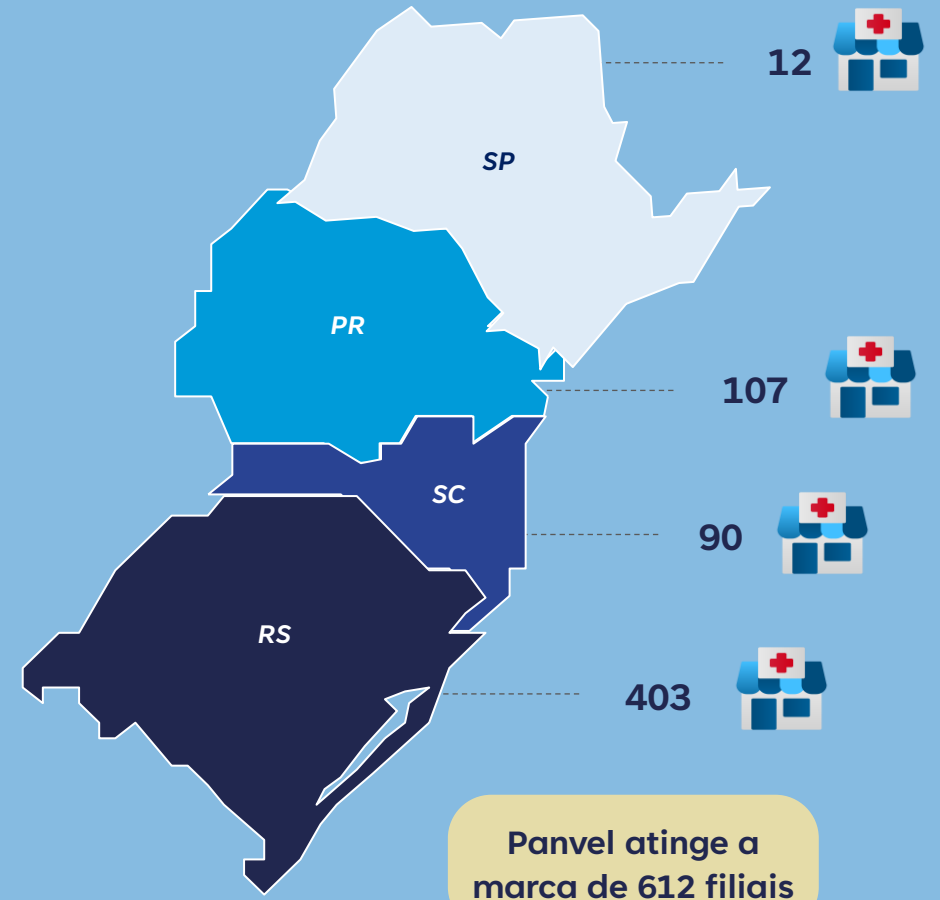 12
SP
PR
107
SC
90
RS
403
Panvel atinge a
marca de 612 filiais